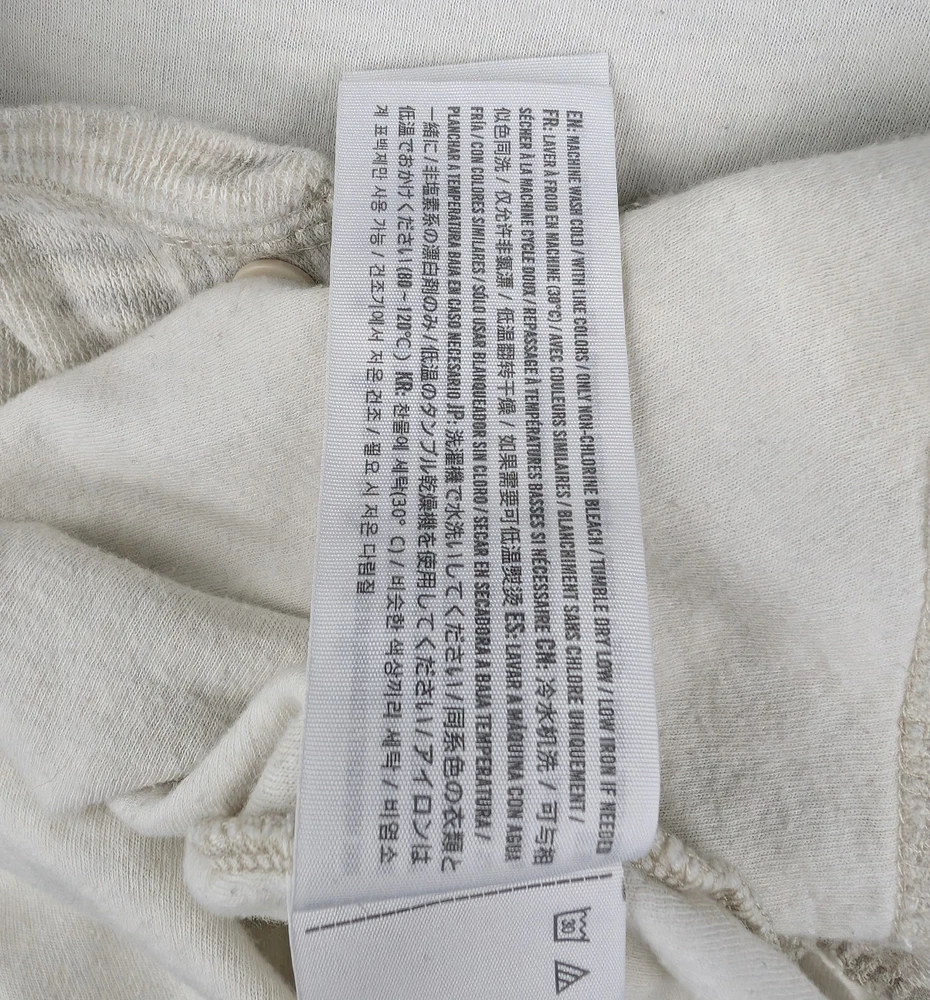 EN: MACHINE WASH COLD / WITH LIKE COLORS / ONLY NON-CHLORINE BLEACH / TUMBLE DRY LOW / LOW IRON IF NEEDED
FR: LAVER À FROID EN MACHINE (30°C) / AVEC COULEURS SIMILAIRES / BLANCHIMENT SANS CHLORE UNIQUEMENT /
SÉCHER À LA MACHINE CYCLE DOUX / REPASSAGE À TEMPÉRATURES BASSES SI NÉCESSAIRE CN: 冷水机洗 / 可与相
似色同洗 / 仅允许非氯漂 / 低温翻转干燥 / 如果需要可低温熨烫 ES: LAVAR A MÁQUINA CON AGUA
FRÍA / CON COLORES SIMILARES / SÓLO USAR BLANQUEADOR SIN CLORO / SECAR EN SECADORA A BAJA TEMPERATURA /
PLANCHAR A TEMPERATURA BAJA EN CASO NECESARIO JP: 洗濯機で水洗いしてください / 同系色の衣類と
一緒に / 非塩素系の漂白剤のみ / 低温のタンブル乾燥機を使用してください / アイロンは
低温でおかけください (80~120℃) KR: 찬물에 세탁(30° C) / 비슷한 색상끼리 세탁 / 비염소
계 표백제만 사용 가능 / 건조기에서 저온 건조 / 필요 시 저온 다림질
30